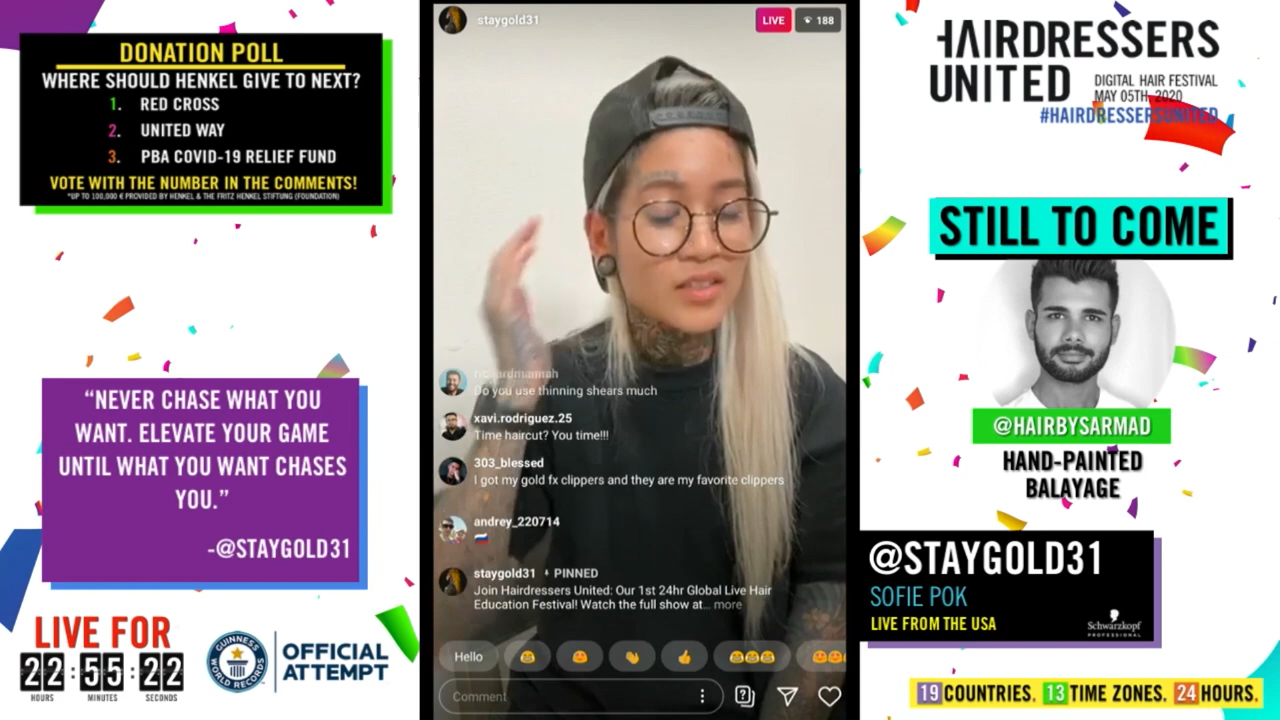 DONATION POLL
WHERE SHOULD HENKEL GIVE TO NEXT?
1. RED CROSS
2. UNITED WAY
3. PBA COVID-19 RELIEF FUND
VOTE WITH THE NUMBER IN THE COMMENTS!
*UP TO 100,000 € PROVIDED BY HENKEL & THE FRITZ HENKEL STIFTUNG (FOUNDATION)
“NEVER CHASE WHAT YOU
WANT. ELEVATE YOUR GAME
UNTIL WHAT YOU WANT CHASES
YOU.”
-@STAYGOLD31
LIVE FOR
22:55:22
HOURS MINUTES SECONDS
GUINNESS
WORLD RECORDS
OFFICIAL
ATTEMPT
staygold31
LIVE
188
Do you use thinning shears much
xavi.rodriguez.25
Time haircut? You time!!!
303_blessed
I got my gold fx clippers and they are my favorite clippers
andrey_220714
🇷🇺
staygold31 PINNED
Join Hairdressers United: Our 1st 24hr Global Live Hair
Education Festival! Watch the full show at... more
Hello
Comment
HAIRDRESSERS
UNITED
DIGITAL HAIR FESTIVAL
MAY 05TH, 2020
#HAIRDRESSERSUNITED
STILL TO COME
@HAIRBYSARMAD
HAND-PAINTED
BALAYAGE
@STAYGOLD31
SOFIE POK
LIVE FROM THE USA
Schwarzkopf
PROFESSIONAL
19 COUNTRIES. 13 TIME ZONES. 24 HOURS.